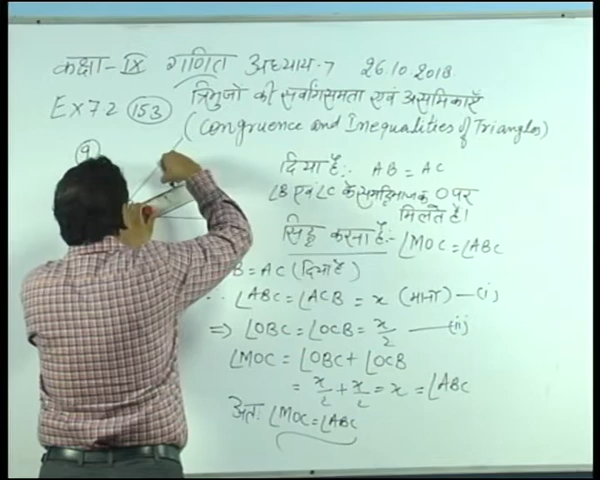 कक्षा-IX गणित अध्याय-7 26.10.2018
Ex 7.2 (153) त्रिभुजों की सर्वांगसमता एवं असमिकाएँ
(Congruence and Inequalities of Triangles)
9
दिया है:- AB = AC
∠B एवं ∠C के समद्विभाजक O पर
मिलते है।
सिद्ध करना है:- ∠MOC = ∠ABC
B = AC (दिया है)
∴ ∠ABC = ∠ACB = x (माना) —(i)
⇒ ∠OBC = ∠OCB = x/2 —(ii)
∠MOC = ∠OBC + ∠OCB
= x/2 + x/2 = x = ∠ABC
अतः ∠MOC = ∠ABC